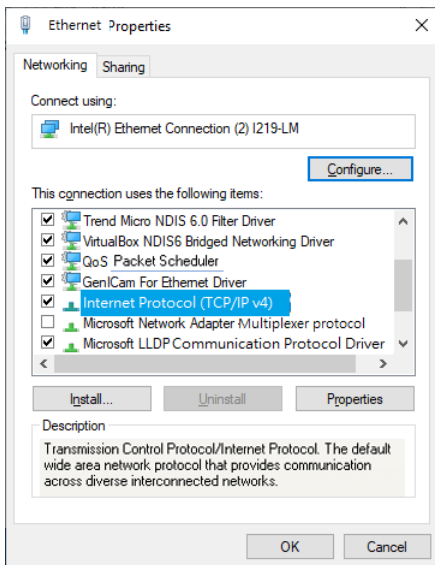 Ethernet Properties
Networking
Sharing
Connect using:
Intel(R) Ethernet Connection (2) I219-LM
Configure...
This connection uses the following items:
Trend Micro NDIS 6.0 Filter Driver
VirtualBox NDIS6 Bridged Networking Driver
QoS Packet Scheduler
GenICam For Ethernet Driver
Internet Protocol (TCP/IP v4)
Microsoft Network Adapter Multiplexer protocol
Microsoft LLDP Communication Protocol Driver
Install...
Uninstall
Properties
Description
Transmission Control Protocol/Internet Protocol. The default
wide area network protocol that provides communication
across diverse interconnected networks.
OK
Cancel